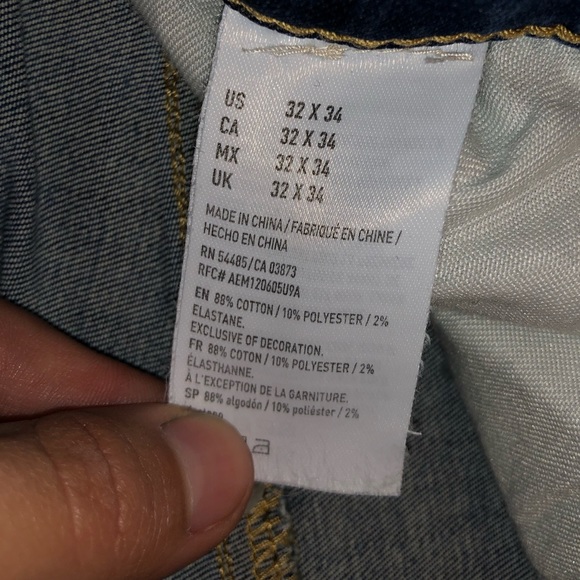 US 32 X 34
CA 32 X 34
MX 32 X 34
UK 32 X 34
MADE IN CHINA / FABRIQUÉ EN CHINE /
HECHO EN CHINA
RN 54485 / CA 03873
RFC# AEM120605U9A
EN 88% COTTON / 10% POLYESTER / 2%
ELASTANE.
EXCLUSIVE OF DECORATION.
FR 88% COTON / 10% POLYESTER / 2%
ÉLASTHANNE.
À L'EXCEPTION DE LA GARNITURE.
SP 88% algodón / 10% poliéster / 2%